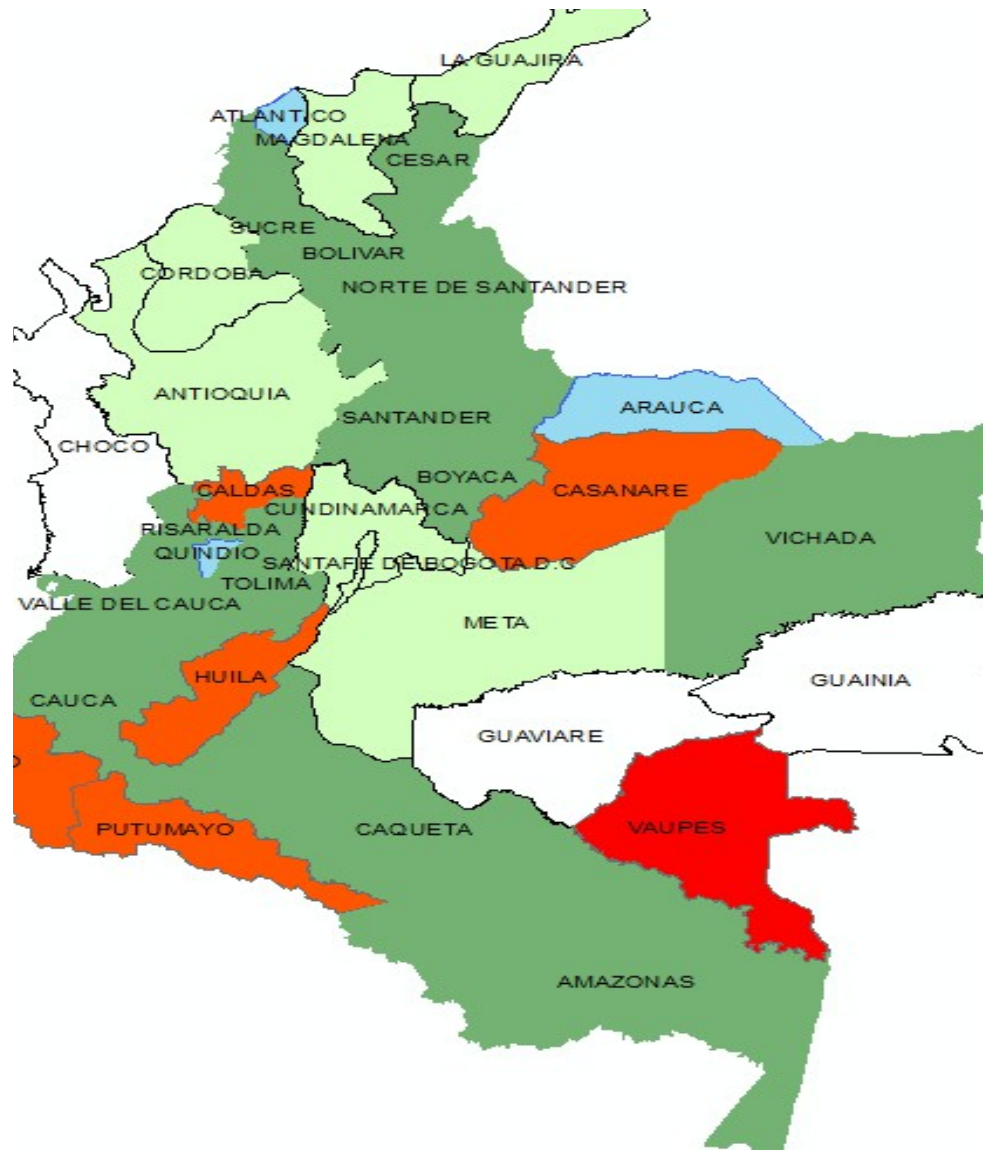 LA GUAJIRA
ATLANTICO
MAGDALENA
CESAR
SUCRE
BOLIVAR
CORDOBA
NORTE DE SANTANDER
ANTIOQUIA
ARAUCA
SANTANDER
CHOCO
BOYACA
CALDAS
CASANARE
CUNDINAMARCA
RISARALDA
VICHADA
QUINDIO
SANTAFE DE BOGOTA D.C
TOLIMA
VALLE DEL CAUCA
META
HUILA
GUAINIA
CAUCA
GUAVIARE
O
PUTUMAYO
CAQUETA
VAUPES
AMAZONAS